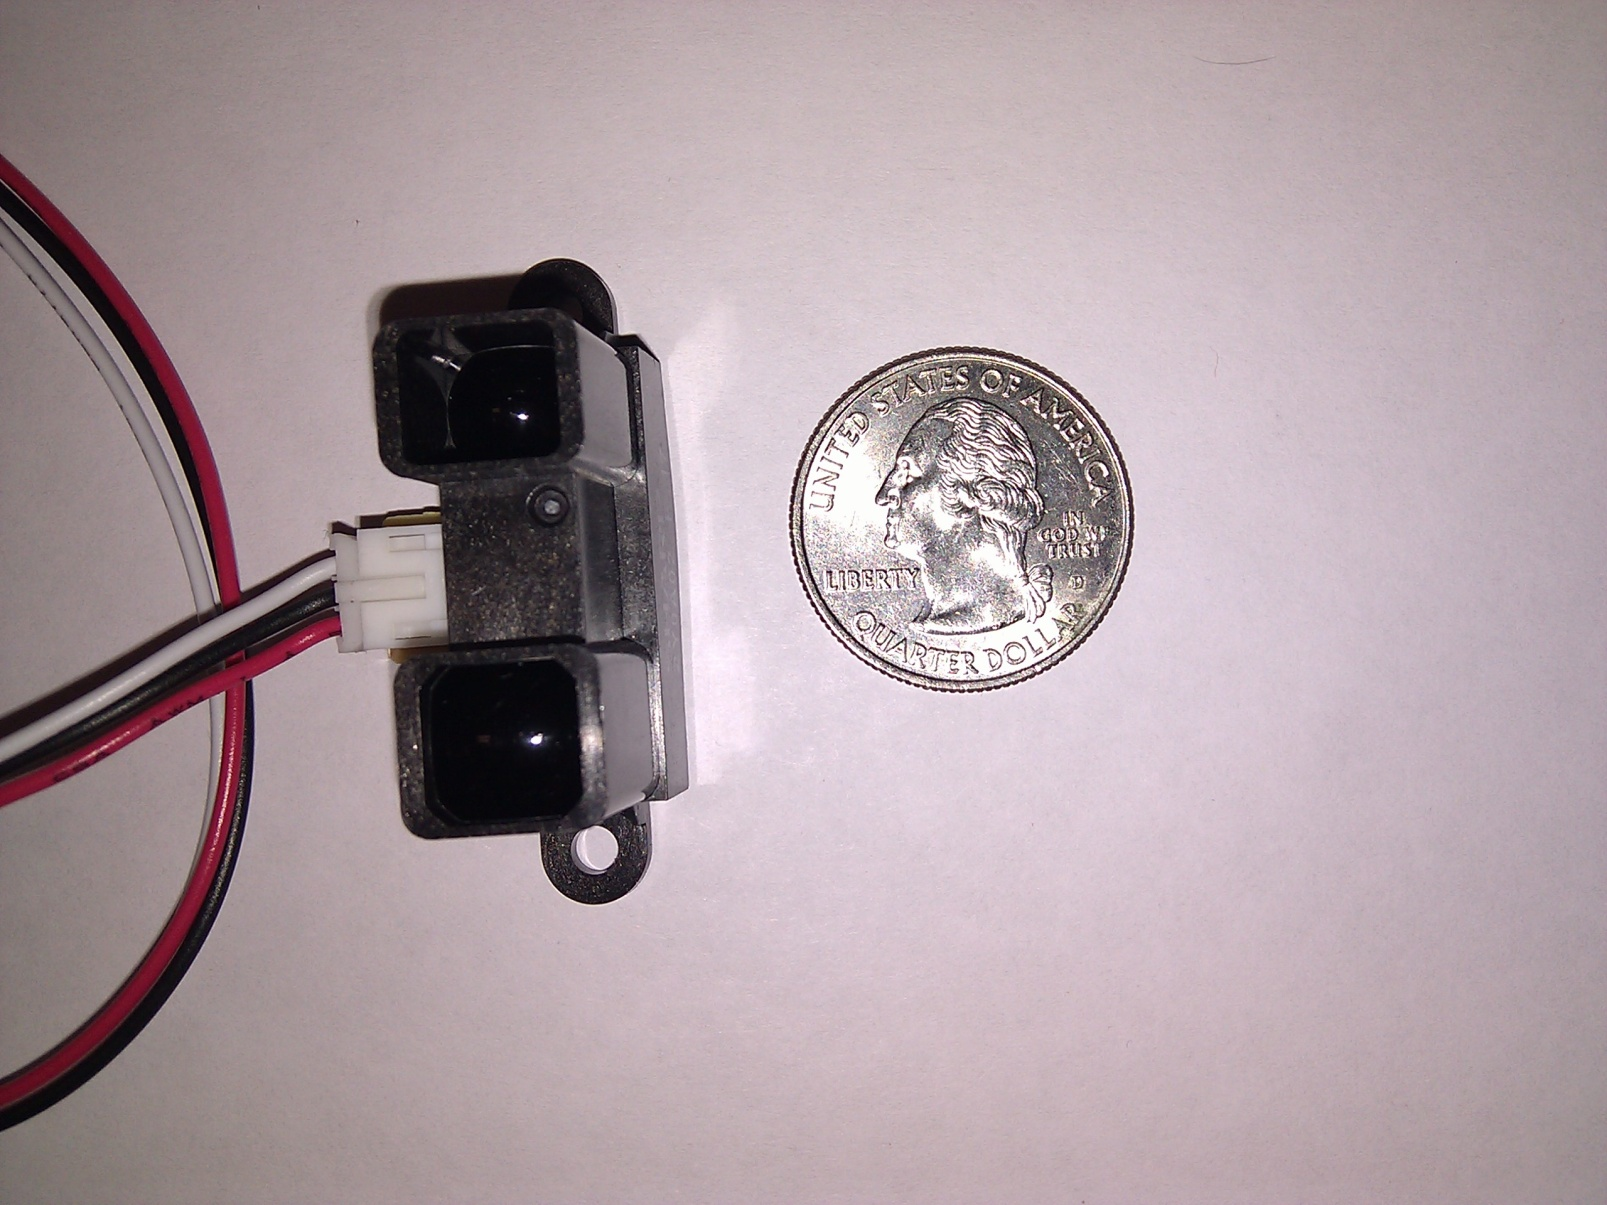 UNITED STATES OF AMERICA
IN
GOD WE
TRUST
LIBERTY
D
QUARTER DOLLAR